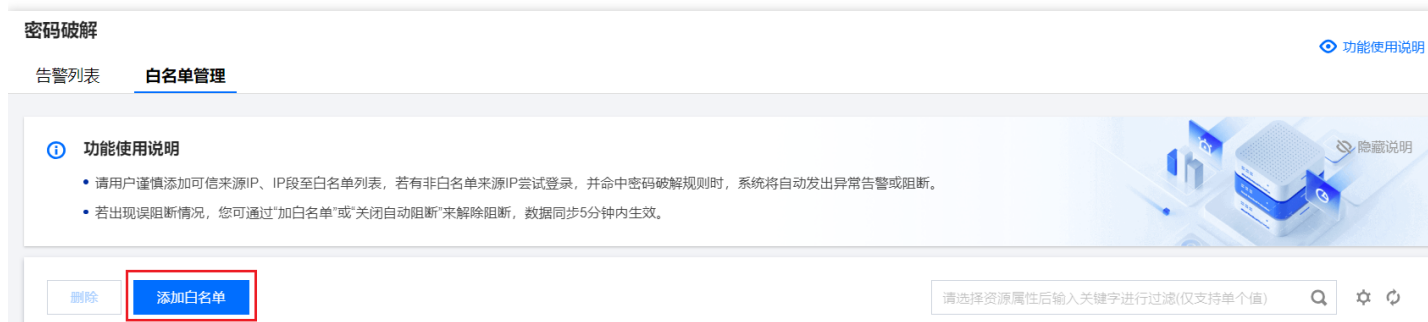 密码破解
功能使用说明
告警列表 白名单管理
功能使用说明
隐藏说明
请用户谨慎添加可信来源IP、IP段至白名单列表，若有非白名单来源IP尝试登录，并命中密码破解规则时，系统将自动发出异常告警或阻断。
若出现误阻断情况，您可通过“加白名单”或“关闭自动阻断”来解除阻断，数据同步5分钟内生效。
删除 添加白名单 请选择资源属性后输入关键字进行过滤(仅支持单个值)